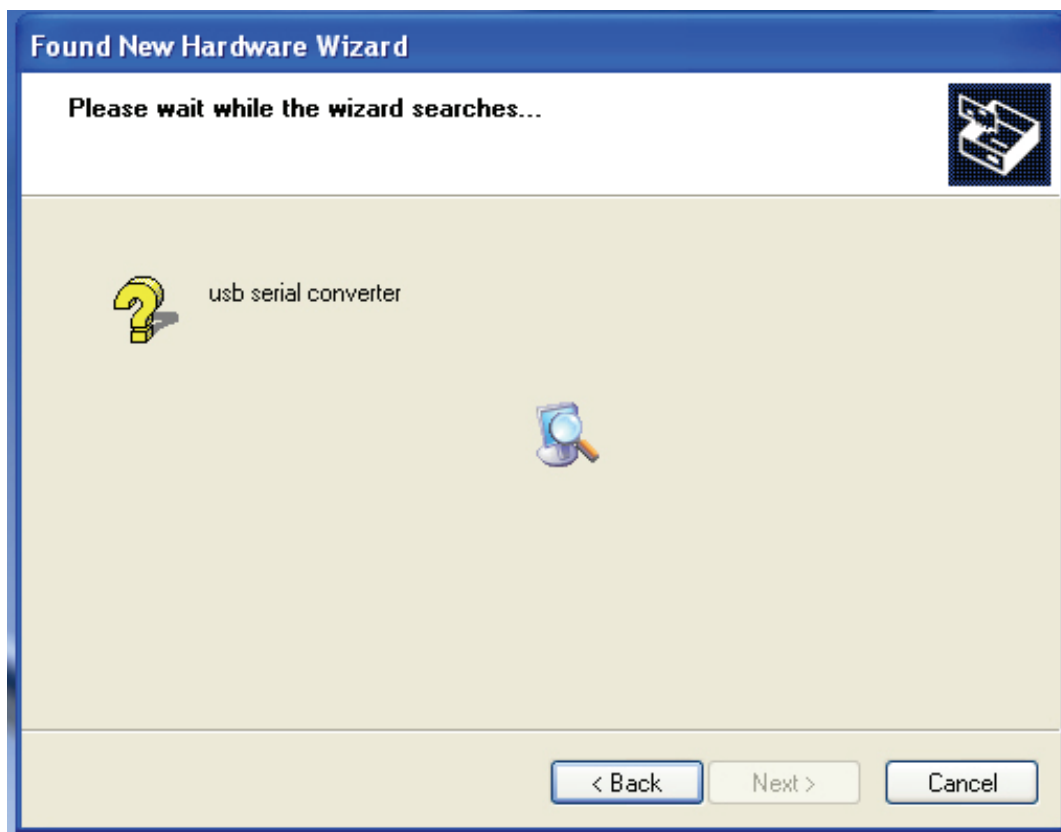 Found New Hardware Wizard
Please wait while the wizard searches...
usb serial converter
< Back
Next >
Cancel